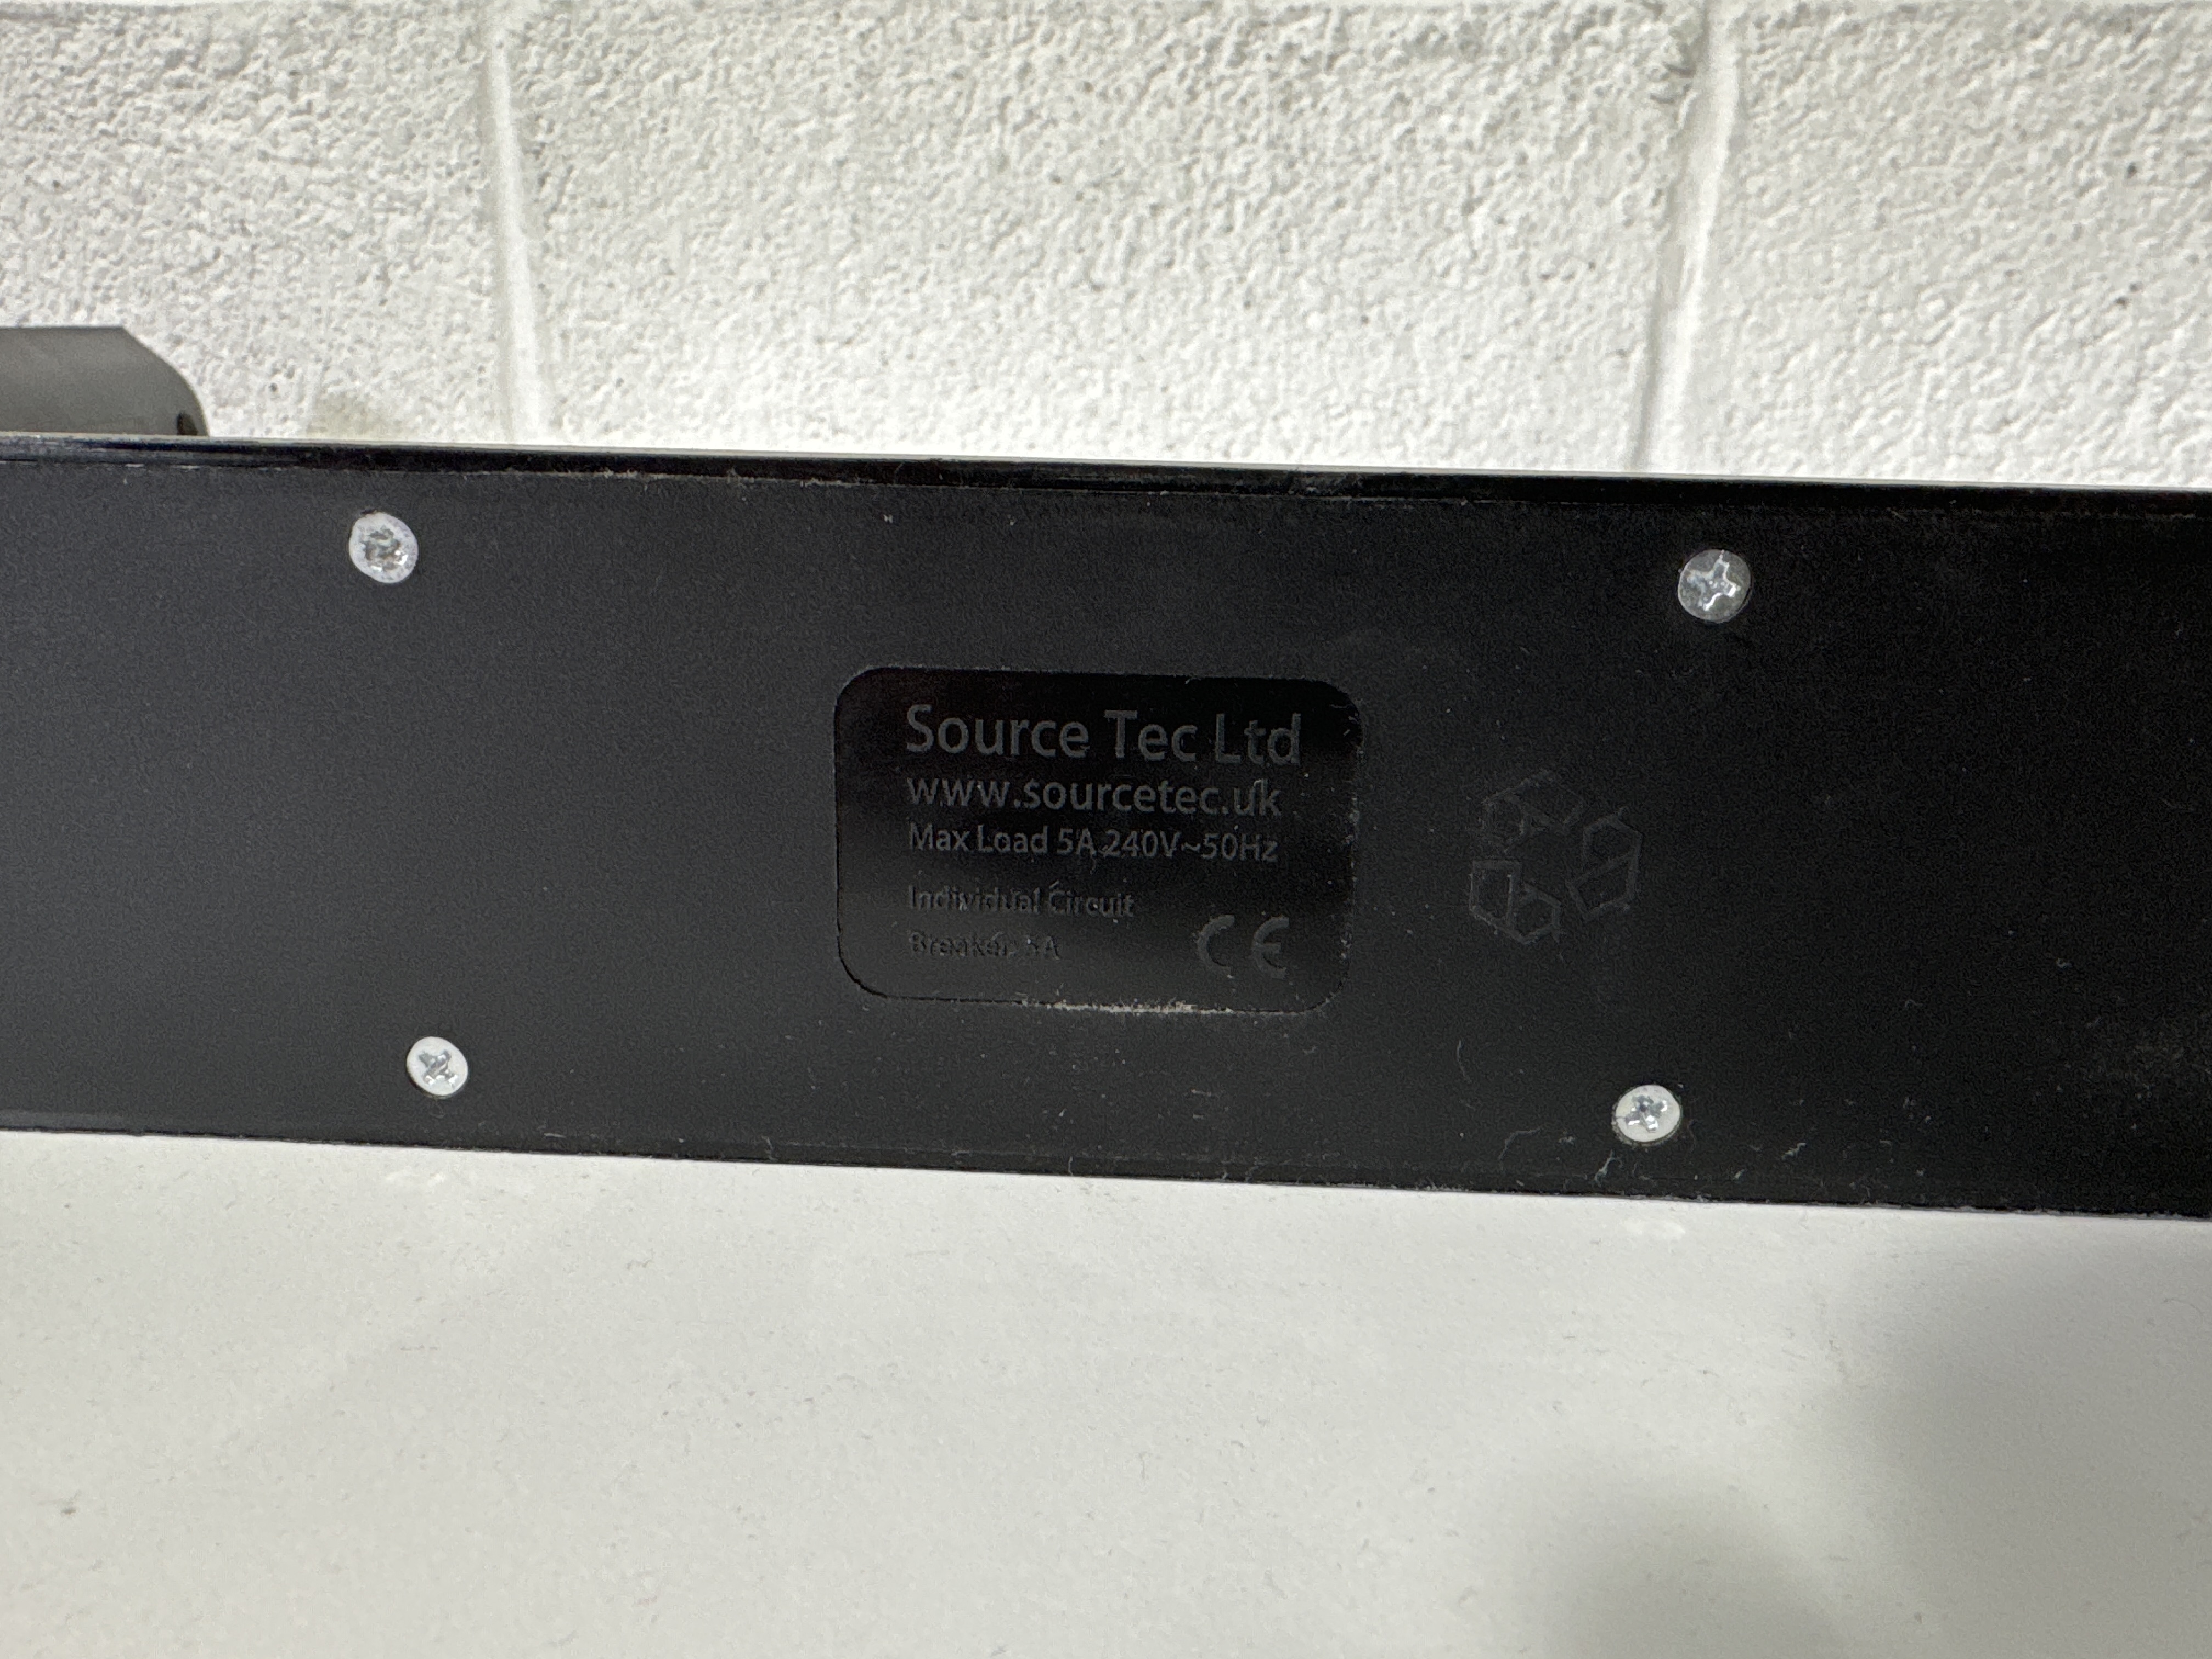 Source Tec Ltd
www.sourcetec.uk
Max Load 5A 240V~50Hz
Individual Circuit
Breaker 5A
CE